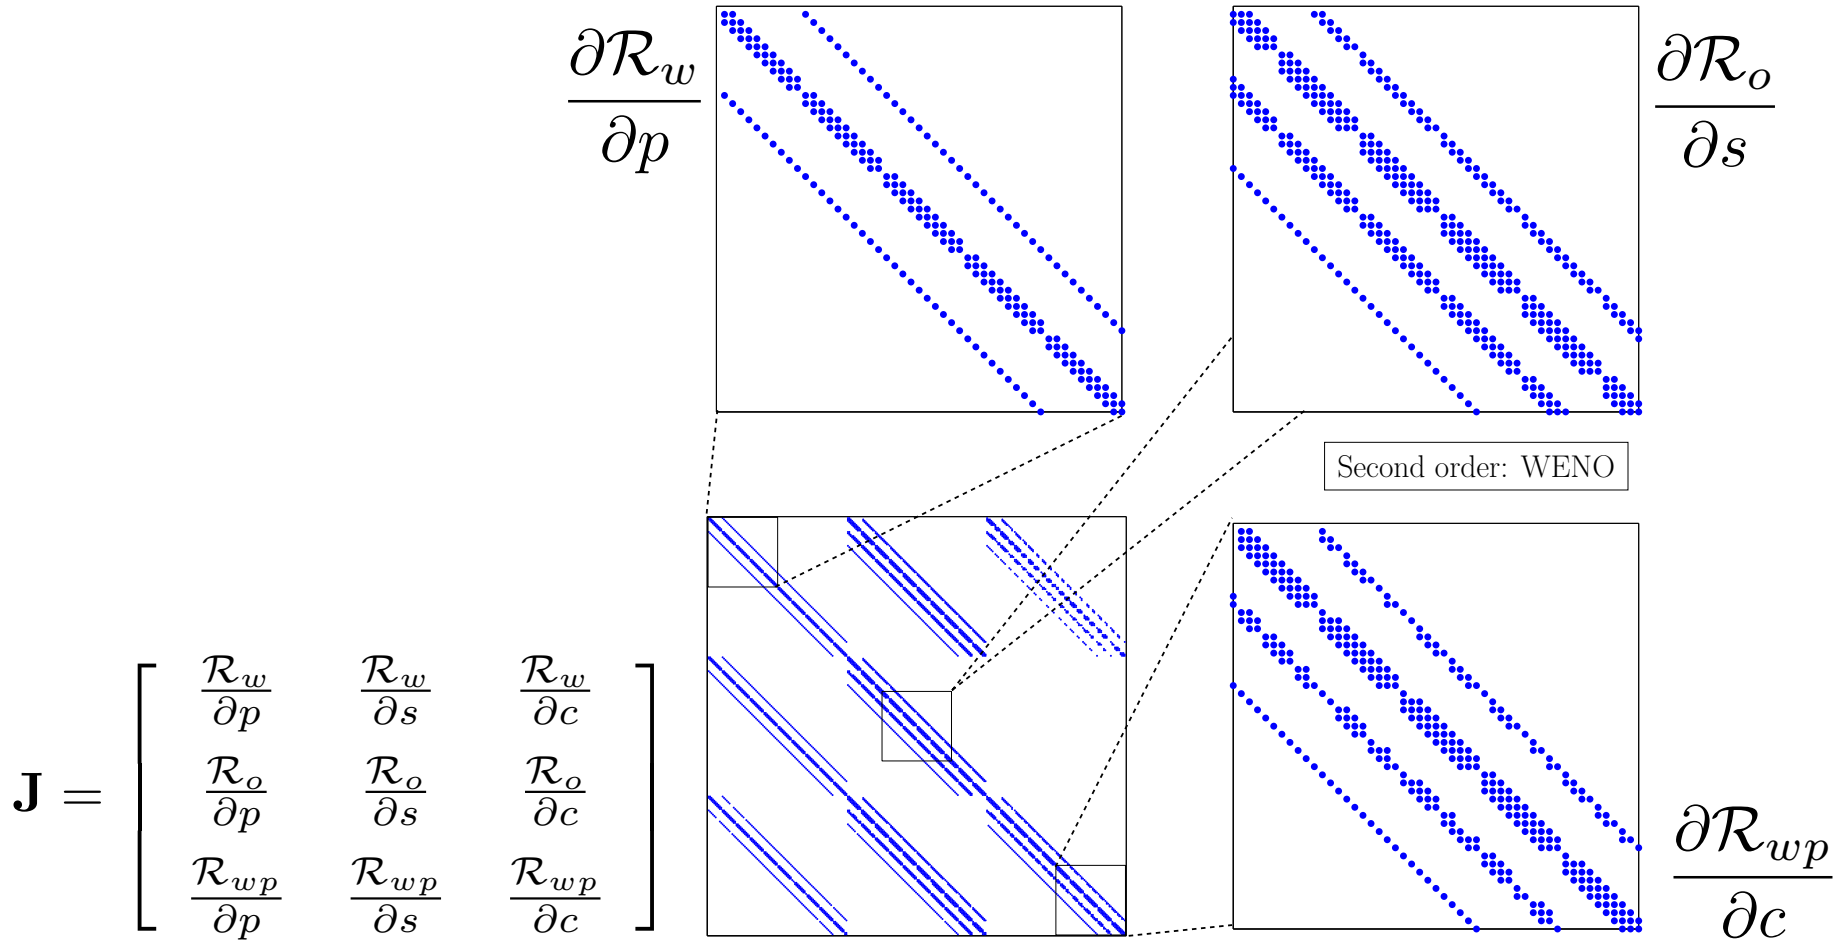 ∂ℛ_w/∂p
∂ℛ_o/∂s
Second order: WENO
J = [ ℛ_w/∂p ℛ_w/∂s ℛ_w/∂c
ℛ_o/∂p ℛ_o/∂s ℛ_o/∂c
ℛ_wp/∂p ℛ_wp/∂s ℛ_wp/∂c ]
∂ℛ_wp/∂c